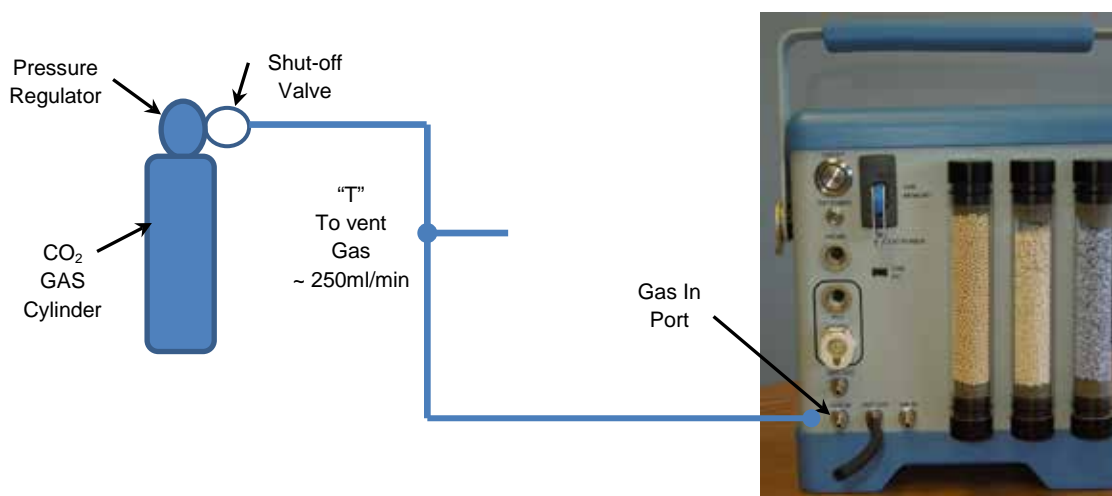 Pressure
Regulator
Shut-off
Valve
“T”
To vent
Gas
~ 250ml/min
CO₂
GAS
Cylinder
Gas In
Port